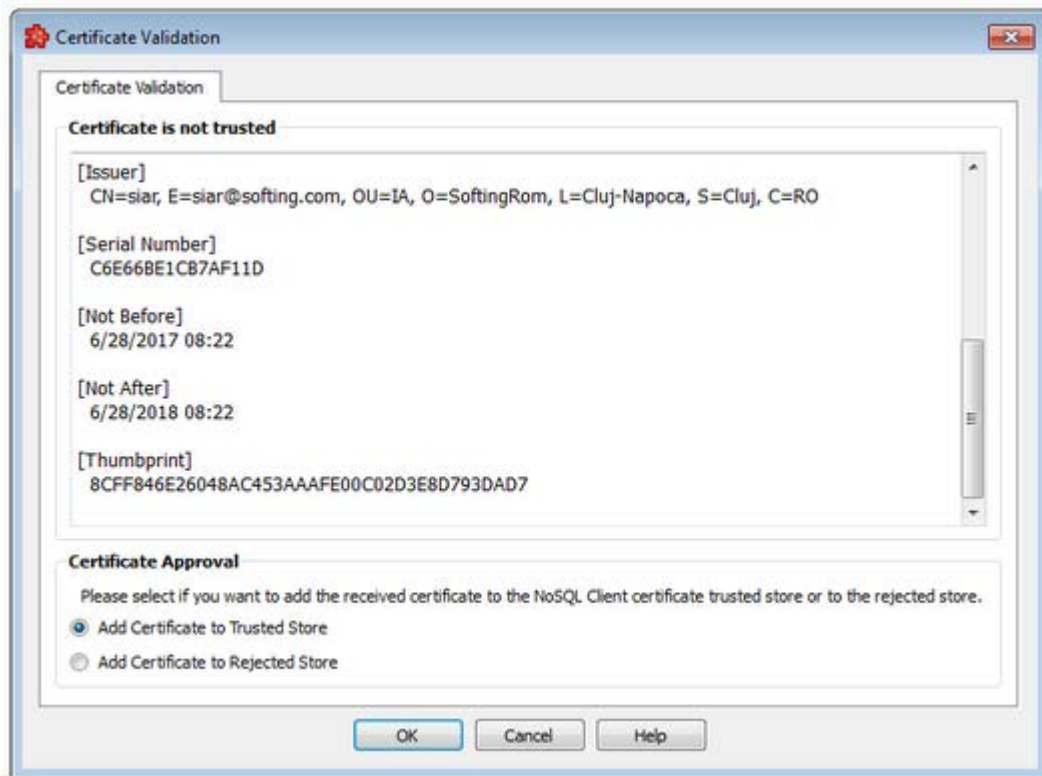 Certificate Validation
Certificate Validation
Certificate is not trusted
[Issuer]
CN=siar, E=siar@softing.com, OU=IA, O=SoftingRom, L=Cluj-Napoca, S=Cluj, C=RO
[Serial Number]
C6E66BE1CB7AF11D
[Not Before]
6/28/2017 08:22
[Not After]
6/28/2018 08:22
[Thumbprint]
8CFF846E26048AC453AAAFE00C02D3E8D793DAD7
Certificate Approval
Please select if you want to add the received certificate to the NoSQL Client certificate trusted store or to the rejected store.
Add Certificate to Trusted Store
Add Certificate to Rejected Store
OK Cancel Help